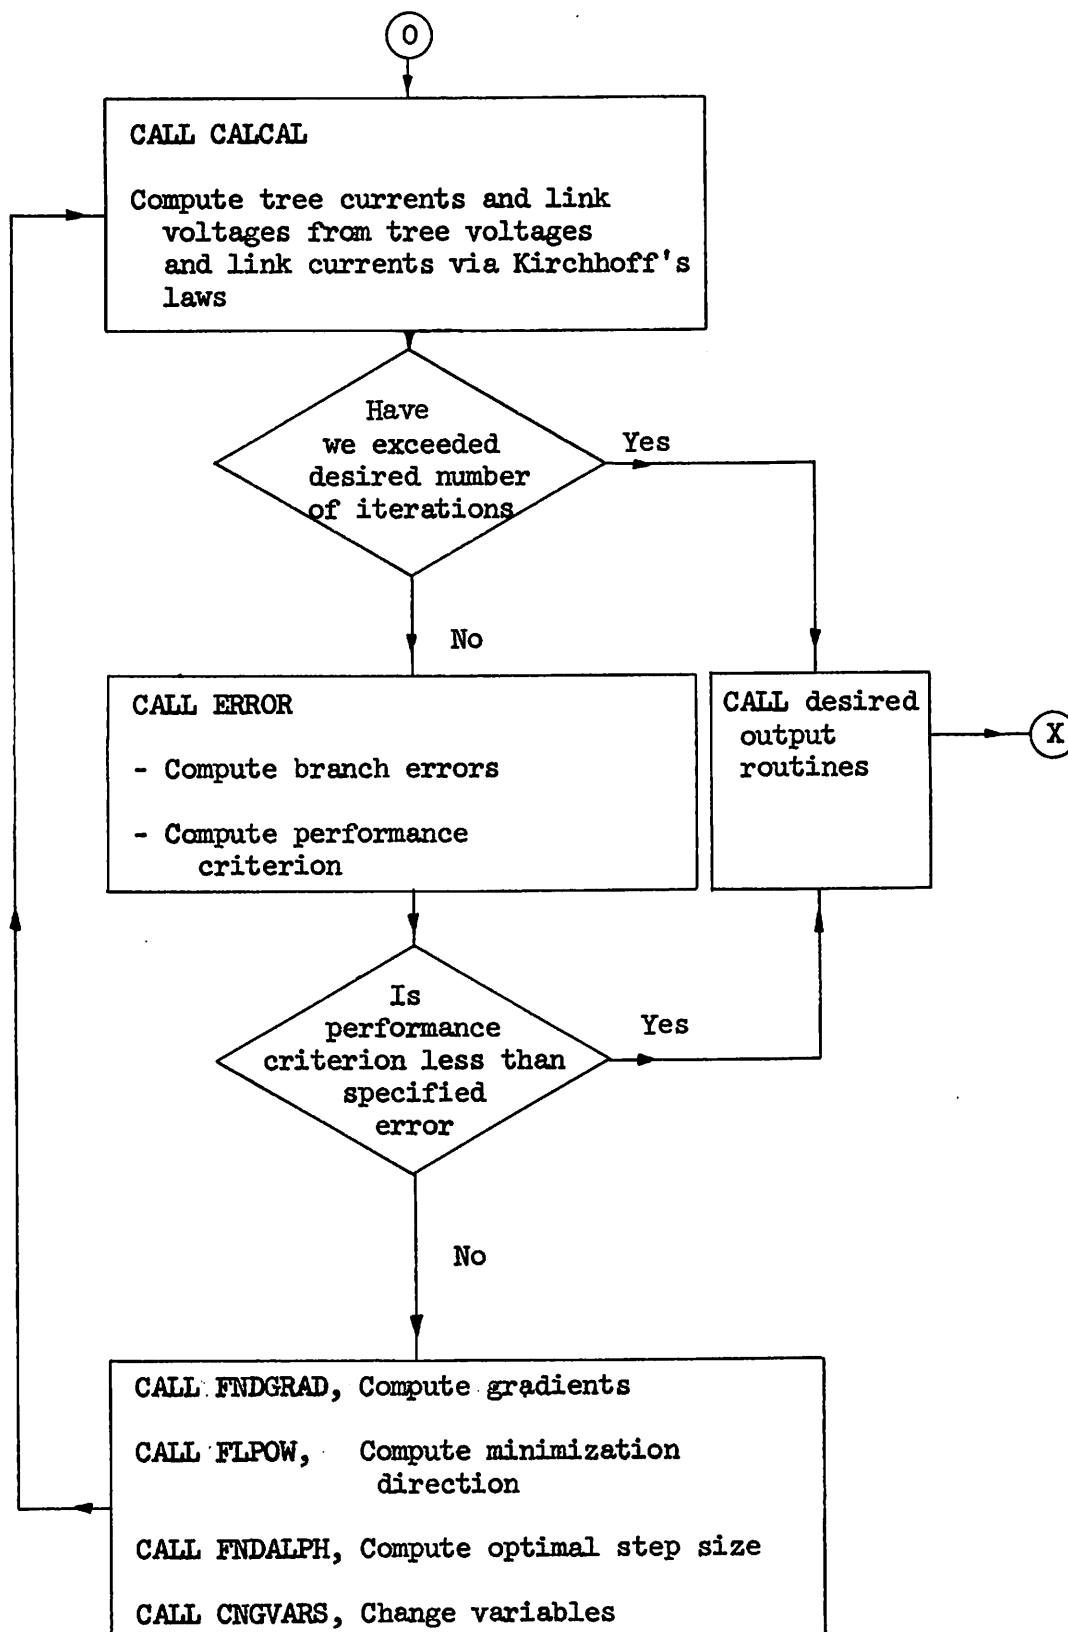 O
CALL CALCAL
Compute tree currents and link
voltages from tree voltages
and link currents via Kirchhoff's
laws
Have
we exceeded
desired number
of iterations
Yes
No
CALL ERROR
- Compute branch errors
- Compute performance
criterion
CALL desired
output
routines
X
Is
performance
criterion less than
specified
error
Yes
No
CALL FNDGRAD, Compute gradients
CALL FLPOW, Compute minimization
direction
CALL FNDALPH, Compute optimal step size
CALL CNGVARS, Change variables